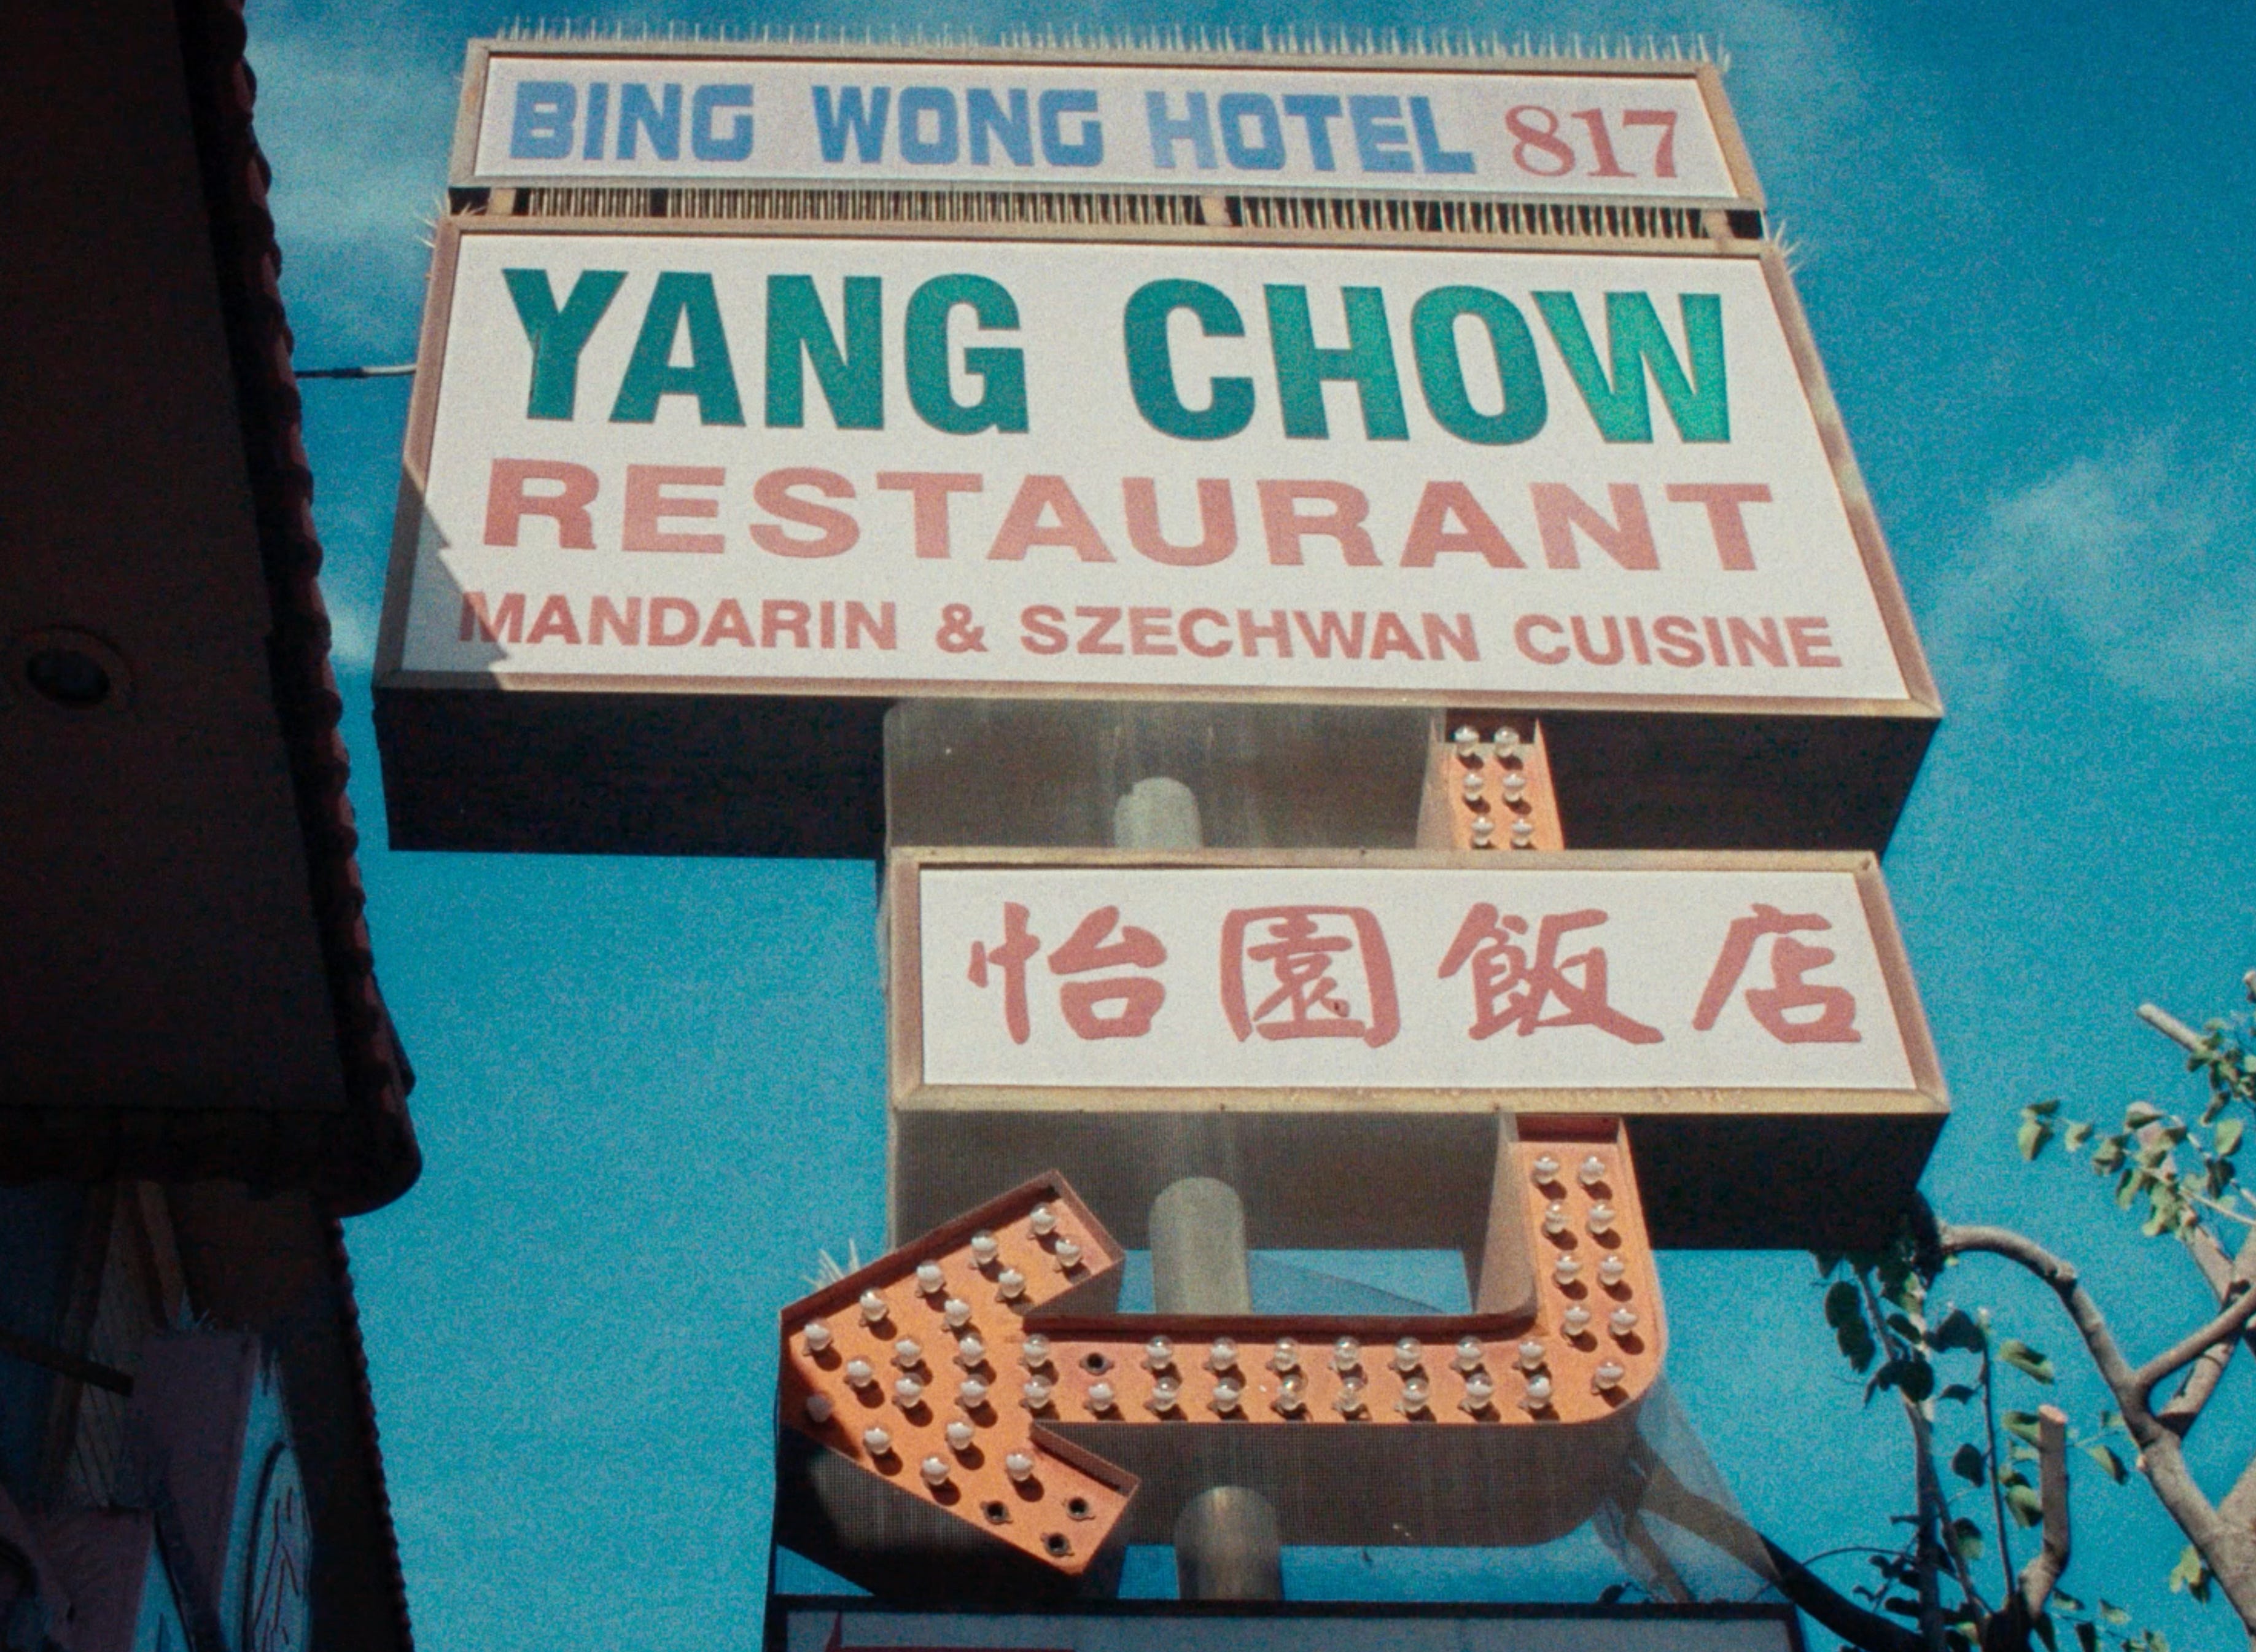 BING WONG HOTEL 817
YANG CHOW
RESTAURANT
MANDARIN & SZECHWAN CUISINE
怡園飯店